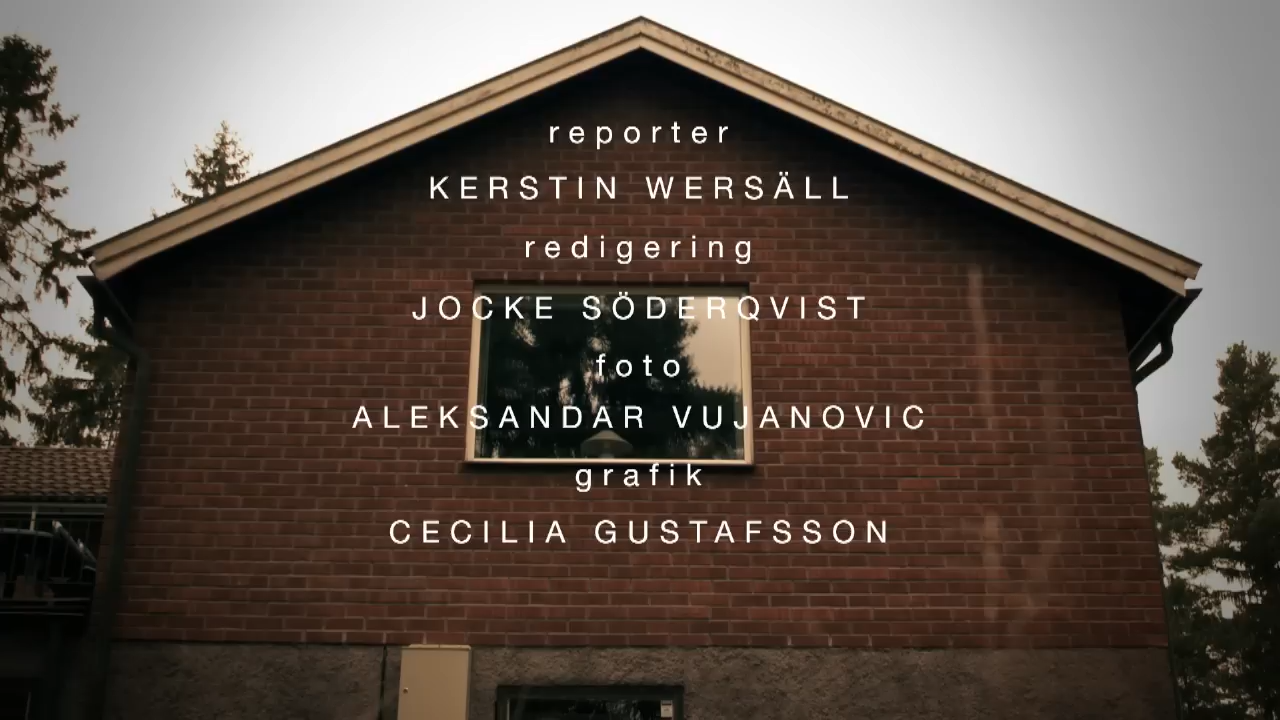 reporter
KERSTIN WERSÄLL
redigering
JOCKE SÖDERQVIST
foto
ALEKSANDAR VUJANOVIC
grafik
CECILIA GUSTAFSSON